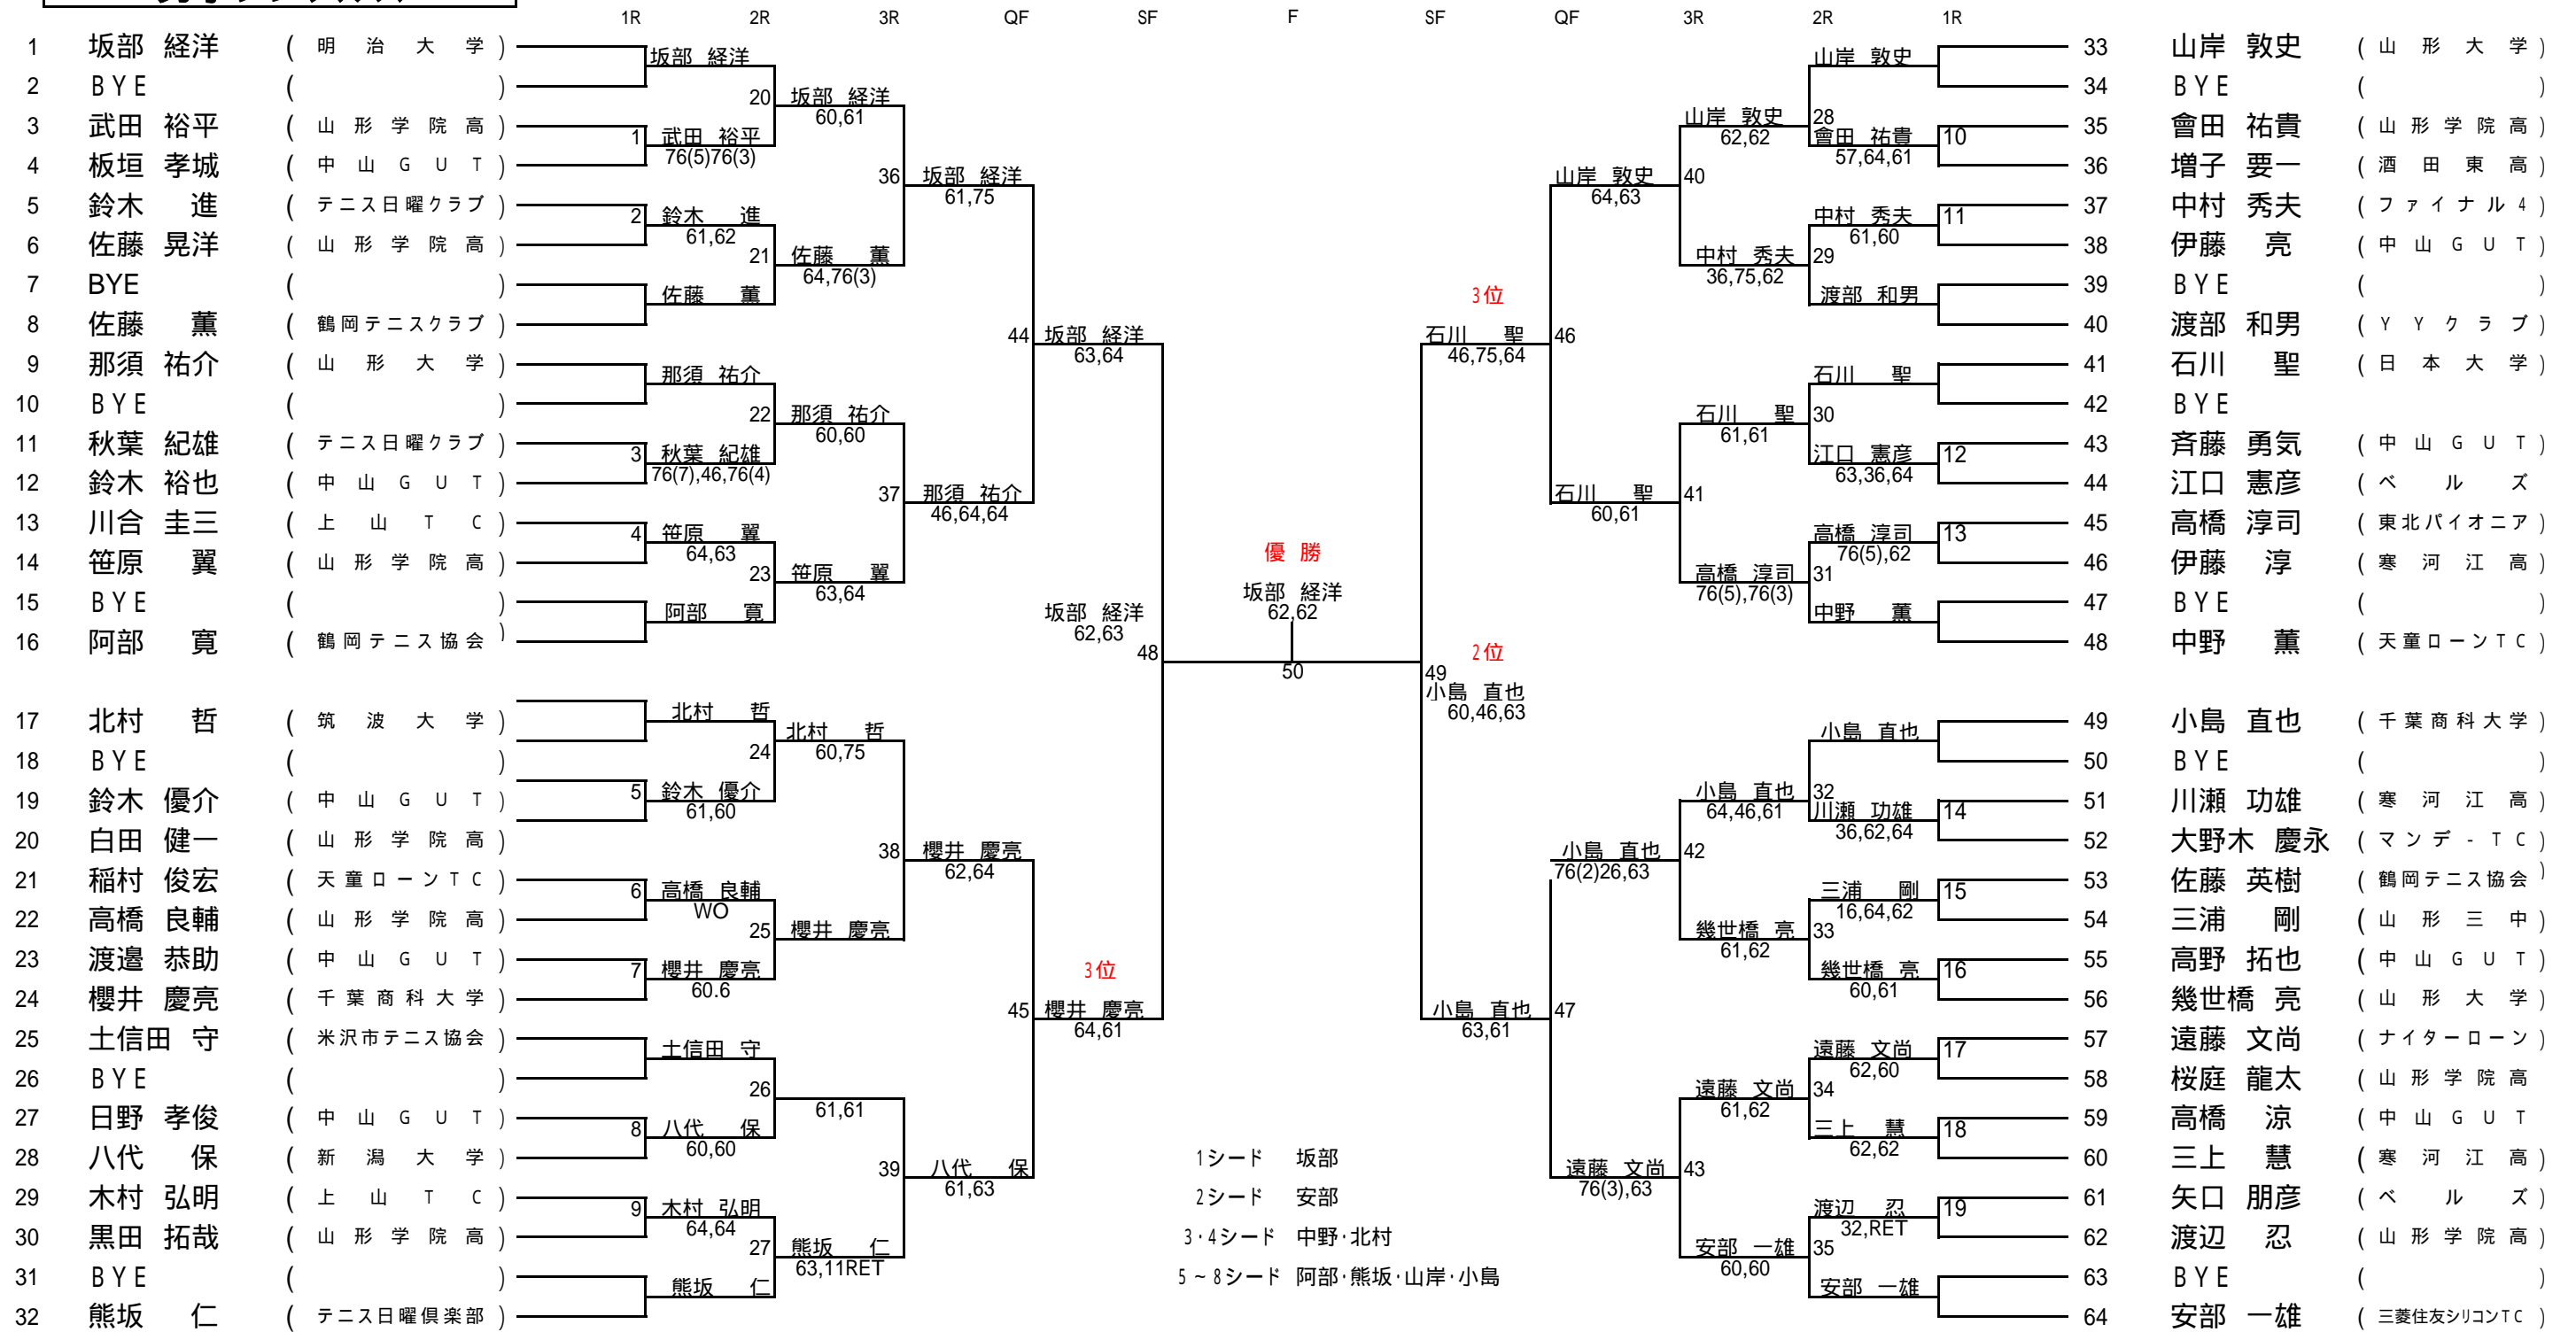 1R 2R 3R QF SF F SF QF 3R 2R 1R
1 坂部 経洋 ( 明 治 大 学 )
2 BYE ( )
3 武田 裕平 ( 山 形 学 院 高 )
4 板垣 孝城 ( 中 山 G U T )
5 鈴木 進 ( テニス日曜クラブ )
6 佐藤 晃洋 ( 山 形 学 院 高 )
7 BYE ( )
8 佐藤 薫 ( 鶴岡テニスクラブ )
9 那須 祐介 ( 山 形 大 学 )
10 BYE ( )
11 秋葉 紀雄 ( テニス日曜クラブ )
12 鈴木 裕也 ( 中 山 G U T )
13 川合 圭三 ( 上 山 T C )
14 笹原 翼 ( 山 形 学 院 高 )
15 BYE ( )
16 阿部 寛 ( 鶴岡テニス協会 )
17 北村 哲 ( 筑 波 大 学 )
18 BYE ( )
19 鈴木 優介 ( 中 山 G U T )
20 白田 健一 ( 山 形 学 院 高 )
21 稲村 俊宏 ( 天童ローンTC )
22 高橋 良輔 ( 山 形 学 院 高 )
23 渡邉 恭助 ( 中 山 G U T )
24 櫻井 慶亮 ( 千葉商科大学 )
25 土信田 守 ( 米沢市テニス協会 )
26 BYE ( )
27 日野 孝俊 ( 中 山 G U T )
28 八代 保 ( 新 潟 大 学 )
29 木村 弘明 ( 上 山 T C )
30 黒田 拓哉 ( 山 形 学 院 高 )
31 BYE ( )
32 熊坂 仁 ( テニス日曜倶楽部 )
坂部 経洋
1 武田 裕平
76(5)76(3)
2 鈴木 進
61,62
佐藤 薫
那須 祐介
3 秋葉 紀雄
76(7),46,76(4)
4 笹原 翼
64,63
阿部 寛
北村 哲
5 鈴木 優介
61,60
6 高橋 良輔
WO
7 櫻井 慶亮
60.6
土信田 守
8 八代 保
60,60
9 木村 弘明
64,64
熊坂 仁
20 坂部 経洋
60,61
21 佐藤 薫
64,76(3)
22 那須 祐介
60,60
23 笹原 翼
63,64
24 北村 哲
60,75
25 櫻井 慶亮
26
61,61
27 熊坂 仁
63,11RET
36 坂部 経洋
61,75
37 那須 祐介
46,64,64
38 櫻井 慶亮
62,64
39 八代 保
61,63
44 坂部 経洋
63,64
3位
45 櫻井 慶亮
64,61
坂部 経洋
62,63
48
優 勝
坂部 経洋
62,62
50
2位
49
小島 直也
60,46,63
3位
石川 聖 46
46,75,64
小島 直也 47
63,61
山岸 敦史 40
64,63
石川 聖 41
60,61
小島 直也 42
76(2)26,63
遠藤 文尚 43
76(3),63
山岸 敦史 28
62,62
中村 秀夫 29
36,75,62
石川 聖 30
61,61
高橋 淳司 31
76(5),76(3)
小島 直也 32
64,46,61
幾世橋 亮 33
61,62
遠藤 文尚 34
61,62
安部 一雄 35
60,60
山岸 敦史
會田 祐貴 10
57,64,61
中村 秀夫 11
61,60
渡部 和男
石川 聖
江口 憲彦 12
63,36,64
高橋 淳司 13
76(5),62
中野 薫
小島 直也
川瀬 功雄 14
36,62,64
三浦 剛 15
16,64,62
幾世橋 亮 16
60,61
遠藤 文尚 17
62,60
三上 慧 18
62,62
渡辺 忍 19
32,RET
安部 一雄
33 山岸 敦史 ( 山 形 大 学 )
34 BYE ( )
35 會田 祐貴 ( 山 形 学 院 高 )
36 増子 要一 ( 酒 田 東 高 )
37 中村 秀夫 ( ファイナル4 )
38 伊藤 亮 ( 中 山 G U T )
39 BYE ( )
40 渡部 和男 ( YYクラブ )
41 石川 聖 ( 日 本 大 学 )
42 BYE
43 斉藤 勇気 ( 中 山 G U T )
44 江口 憲彦 ( ベ ル ズ
45 高橋 淳司 ( 東北パイオニア )
46 伊藤 淳 ( 寒 河 江 高 )
47 BYE ( )
48 中野 薫 ( 天童ローンTC )
49 小島 直也 ( 千葉商科大学 )
50 BYE ( )
51 川瀬 功雄 ( 寒 河 江 高 )
52 大野木 慶永 ( マンデ-TC )
53 佐藤 英樹 ( 鶴岡テニス協会 )
54 三浦 剛 ( 山 形 三 中 )
55 高野 拓也 ( 中 山 G U T )
56 幾世橋 亮 ( 山 形 大 学 )
57 遠藤 文尚 ( ナイターローン )
58 桜庭 龍太 ( 山 形 学 院 高
59 高橋 涼 ( 中 山 G U T
60 三上 慧 ( 寒 河 江 高 )
61 矢口 朋彦 ( ベ ル ズ )
62 渡辺 忍 ( 山 形 学 院 高 )
63 BYE ( )
64 安部 一雄 ( 三菱住友シリコンTC )
1シード 坂部
2シード 安部
3・4シード 中野・北村
5～8シード 阿部・熊坂・山岸・小島